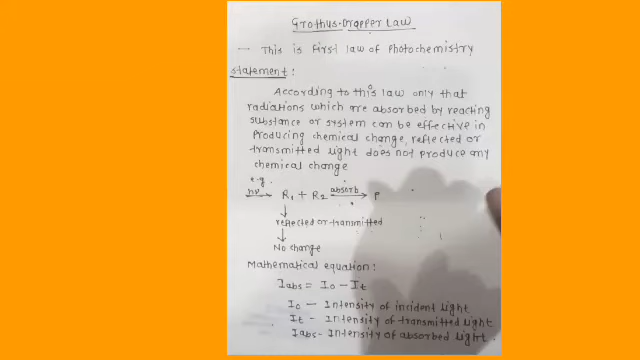 Grothus-Drapper Law
— This is first law of Photochemistry
statement:
According to this law only that
radiations which are absorbed by reacting
substance or system can be effective in
producing chemical change, reflected or
transmitted light does not produce any
chemical change
e.g.
hν → R₁ + R₂ absorb → P
↓
reflected or transmitted
↓
No change
Mathematical equation:
Iabs = I₀ - It
I₀ — Intensity of incident light
It - Intensity of transmitted light
Iabs - Intensity of absorbed light